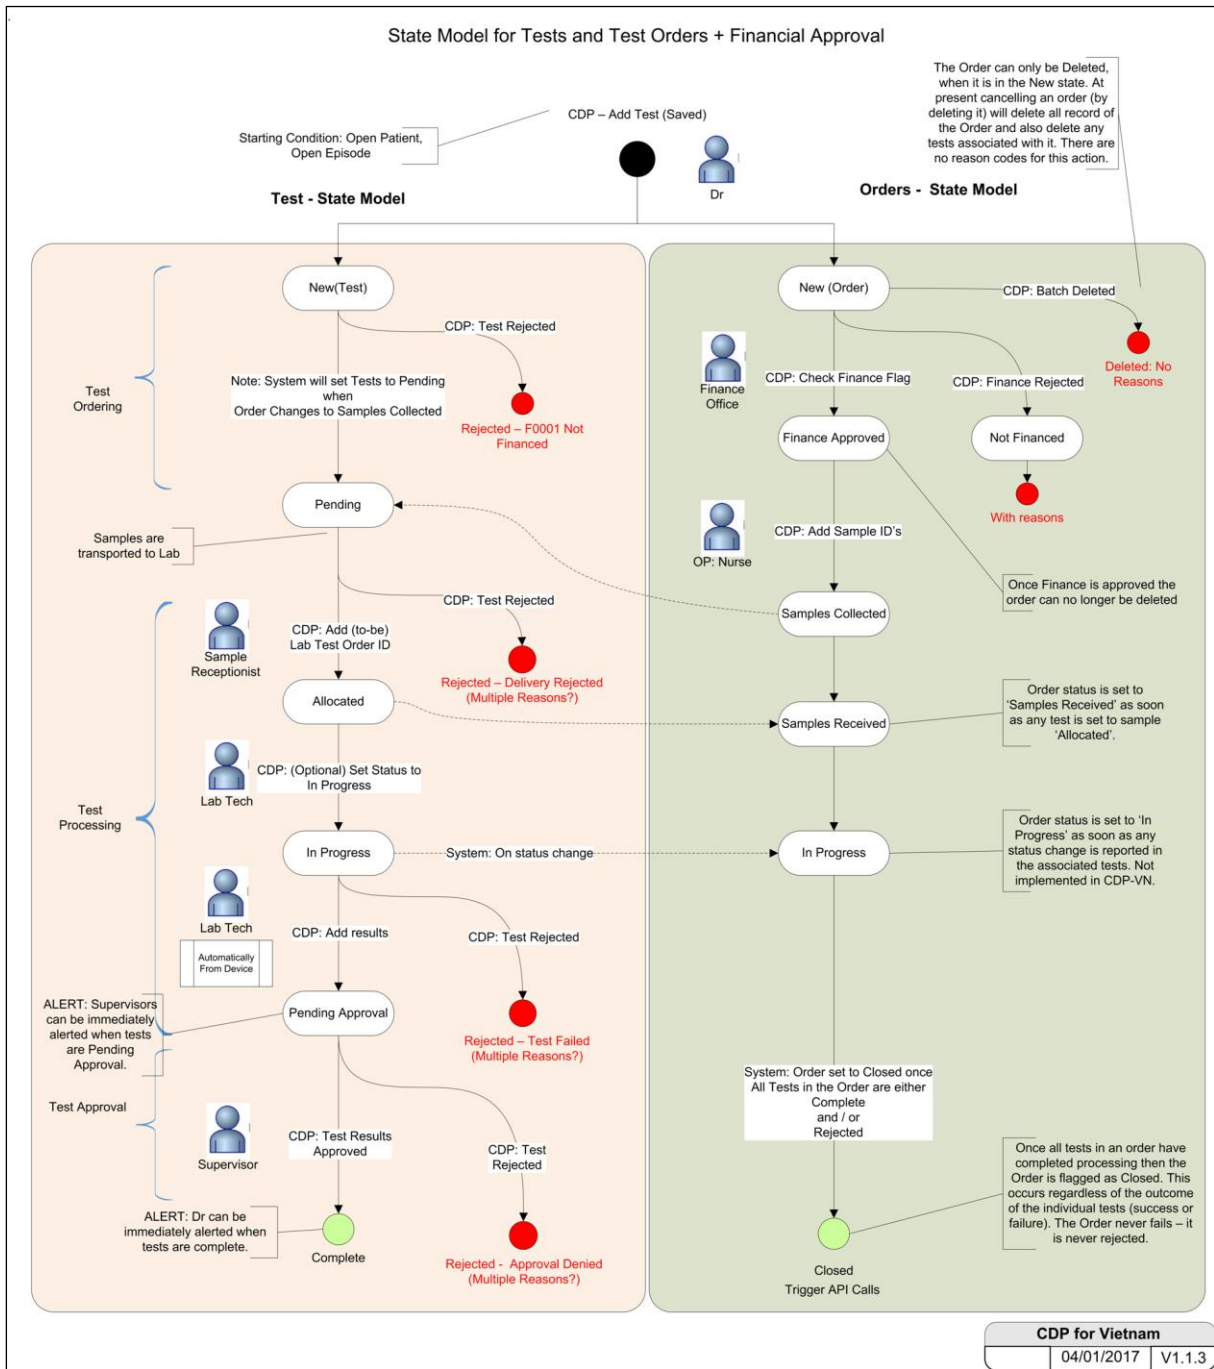 State Model for Tests and Test Orders + Financial Approval
The Order can only be Deleted,
when it is in the New state. At
present cancelling an order (by
deleting it) will delete all record of
the Order and also delete any
tests associated with it. There are
no reason codes for this action.
CDP – Add Test (Saved)
Starting Condition: Open Patient,
Open Episode
Dr
Test - State Model
Orders - State Model
New(Test)
CDP: Test Rejected
Note: System will set Tests to Pending
when
Order Changes to Samples Collected
Rejected – F0001 Not
Financed
Test
Ordering
Pending
Samples are
transported to Lab
CDP: Test Rejected
CDP: Add (to-be)
Lab Test Order ID
Sample
Receptionist
Rejected – Delivery Rejected
(Multiple Reasons?)
Allocated
CDP: (Optional) Set Status to
In Progress
Lab Tech
Test
Processing
In Progress
System: On status change
Lab Tech
CDP: Add results
CDP: Test Rejected
Automatically
From Device
ALERT: Supervisors
can be immediately
alerted when tests
are Pending
Approval.
Pending Approval
Rejected – Test Failed
(Multiple Reasons?)
Test Approval
Supervisor
CDP: Test Results
Approved
CDP: Test
Rejected
ALERT: Dr can be
immediately alerted when
tests are complete.
Complete
Rejected - Approval Denied
(Multiple Reasons?)
New (Order)
CDP: Batch Deleted
Deleted: No
Reasons
Finance
Office
CDP: Check Finance Flag
CDP: Finance Rejected
Finance Approved
Not Financed
With reasons
CDP: Add Sample ID's
OP: Nurse
Once Finance is approved the
order can no longer be deleted
Samples Collected
Samples Received
Order status is set to
'Samples Received' as soon
as any test is set to sample
'Allocated'.
In Progress
Order status is set to 'In
Progress' as soon as any
status change is reported in
the associated tests. Not
implemented in CDP-VN.
System: Order set to Closed once
All Tests in the Order are either
Complete
and / or
Rejected
Once all tests in an order have
completed processing then the
Order is flagged as Closed. This
occurs regardless of the outcome
of the individual tests (success or
failure). The Order never fails – it
is never rejected.
Closed
Trigger API Calls
CDP for Vietnam
04/01/2017 V1.1.3